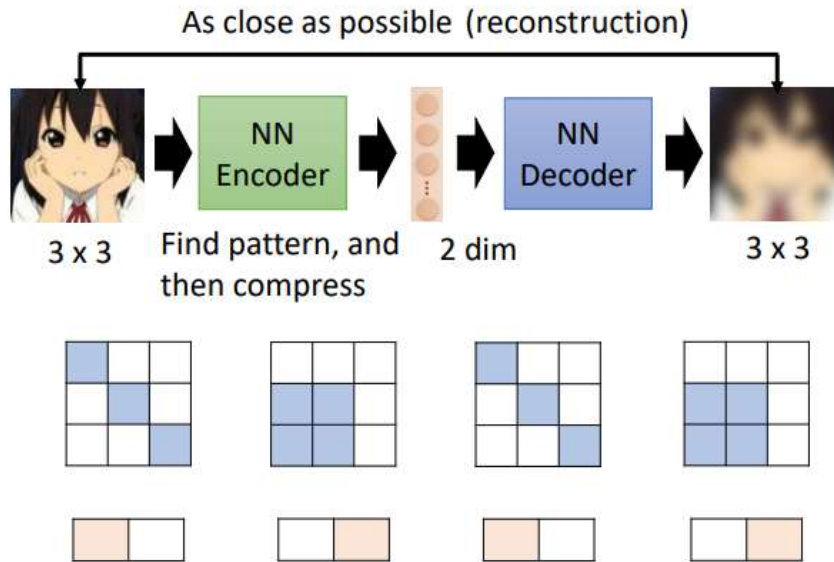 As close as possible (reconstruction)
NN
Encoder
NN
Decoder
3 x 3
Find pattern, and
then compress
2 dim
3 x 3